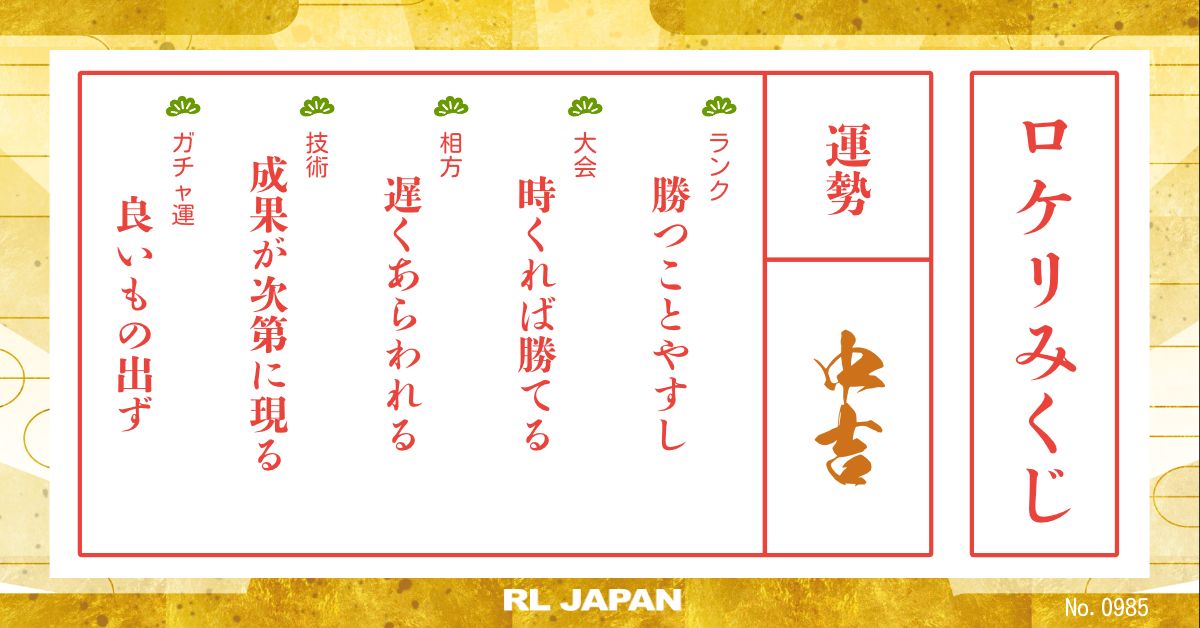 ロケリみくじ
運勢
中吉
ランク
勝つことやすし
大会
時くれば勝てる
相方
遅くあらわれる
技術
成果が次第に現る
ガチャ運
良いもの出ず
RL JAPAN
No. 0985